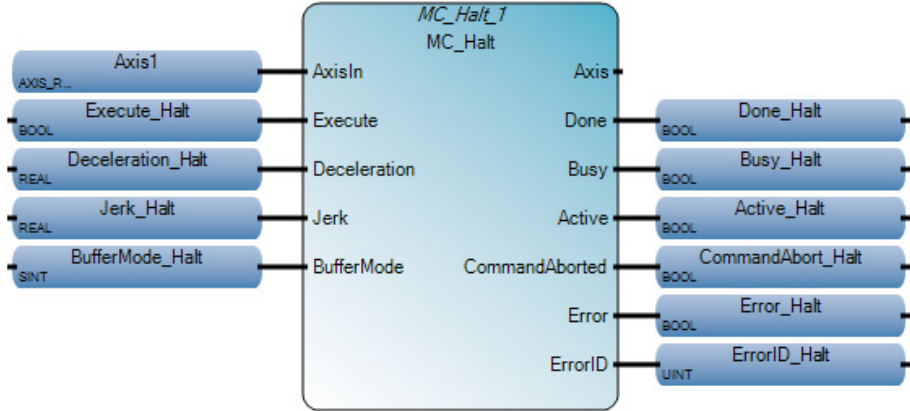 MC_Halt_1
MC_Halt
Axis1
AXIS_R...
AxisIn
Axis
Execute_Halt
BOOL
Execute
Done
Done_Halt
BOOL
Deceleration_Halt
REAL
Deceleration
Busy
Busy_Halt
BOOL
Jerk_Halt
REAL
Jerk
Active
Active_Halt
BOOL
BufferMode_Halt
SINT
BufferMode
CommandAborted
CommandAbort_Halt
BOOL
Error
Error_Halt
BOOL
ErrorID
ErrorID_Halt
UINT